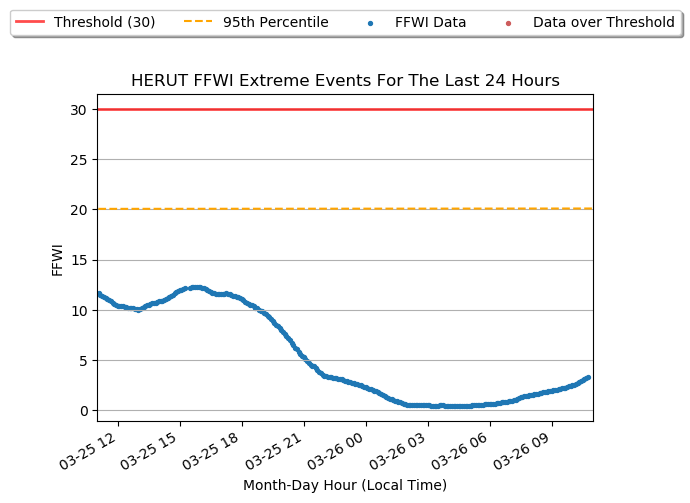 Threshold (30) 95th Percentile FFWI Data Data over Threshold
HERUT FFWI Extreme Events For The Last 24 Hours
30
25
20
15
10
5
0
FFWI
03-25 12 03-25 15 03-25 18 03-25 21 03-26 00 03-26 03 03-26 06 03-26 09
Month-Day Hour (Local Time)